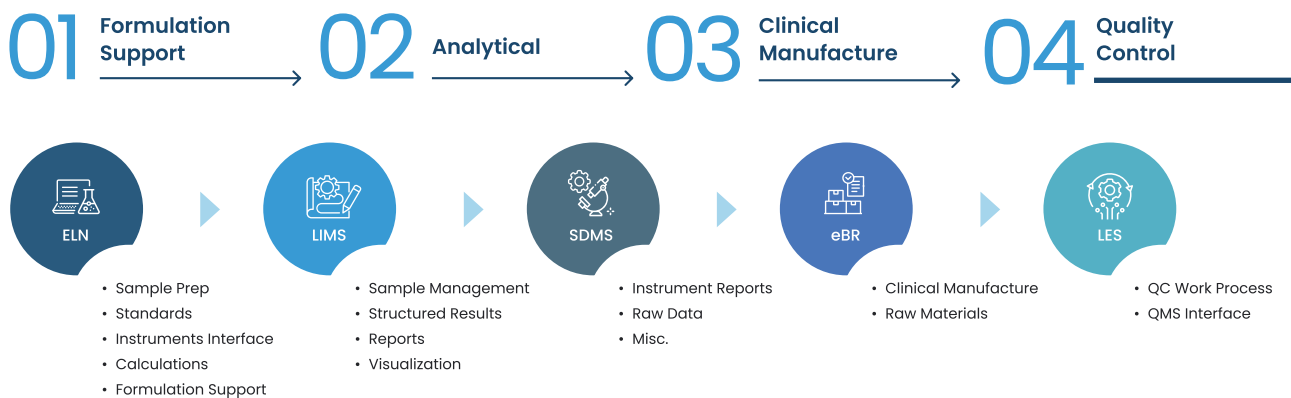 01
Formulation
Support
02
Analytical
03
Clinical
Manufacture
04
Quality
Control
ELN
• Sample Prep
• Standards
• Instruments Interface
• Calculations
• Formulation Support
LIMS
• Sample Management
• Structured Results
• Reports
• Visualization
SDMS
• Instrument Reports
• Raw Data
• Misc.
eBR
• Clinical Manufacture
• Raw Materials
LES
• QC Work Process
• QMS Interface